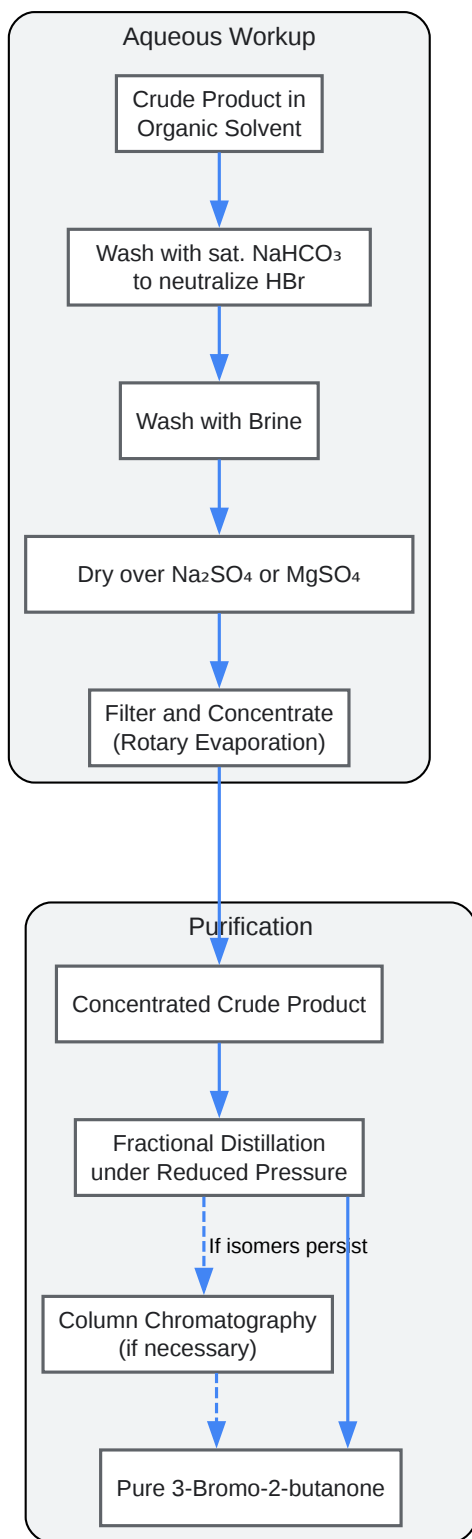 Aqueous Workup
Crude Product in
Organic Solvent
Wash with sat. NaHCO₃
to neutralize HBr
Wash with Brine
Dry over Na₂SO₄ or MgSO₄
Filter and Concentrate
(Rotary Evaporation)
Purification
Concentrated Crude Product
Fractional Distillation
under Reduced Pressure
If isomers persist
Column Chromatography
(if necessary)
Pure 3-Bromo-2-butanone